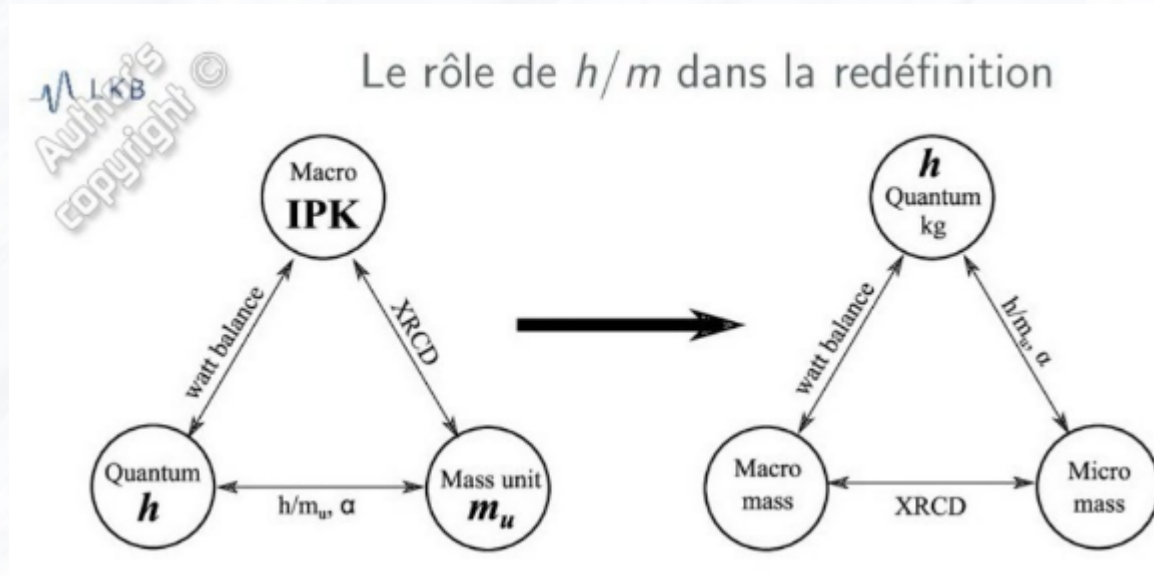 LKB
Author's
copyright ©
Le rôle de h/m dans la redéfinition
Macro
IPK
watt balance
XRCD
Quantum
h
h/mᵤ, α
Mass unit
mᵤ
h
Quantum
kg
watt balance
h/mᵤ, α
Macro
mass
XRCD
Micro
mass